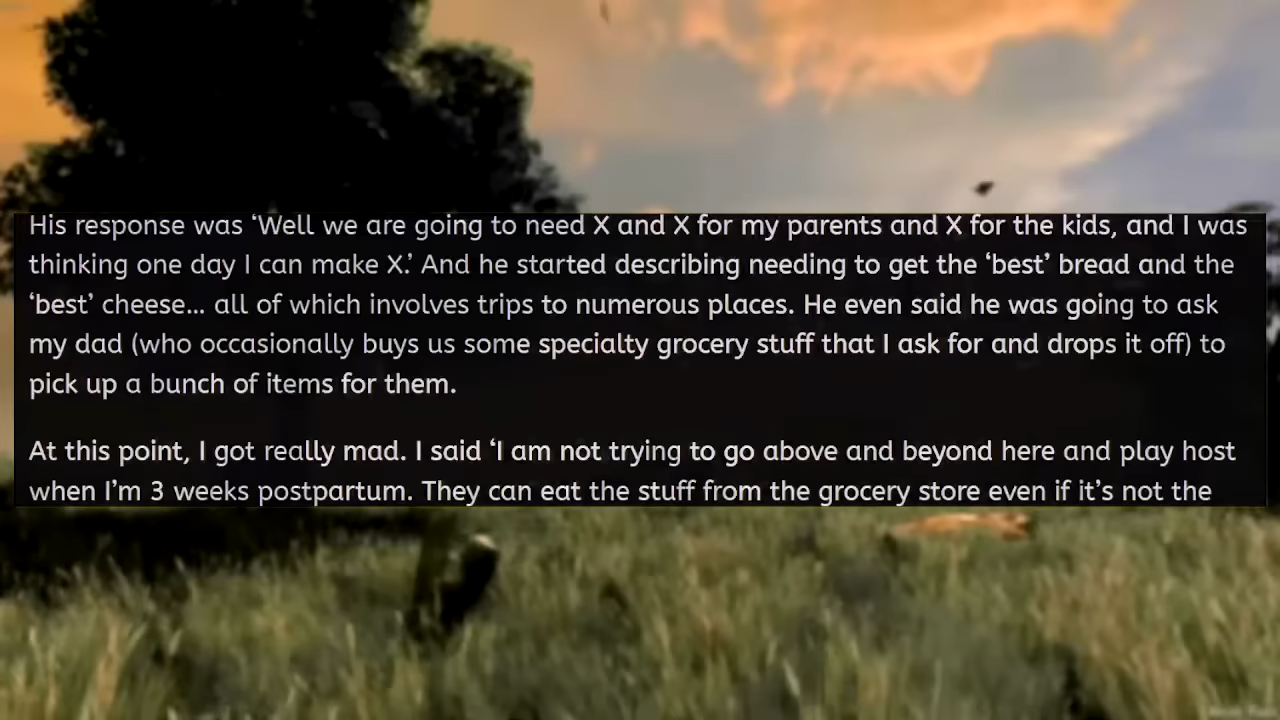 His response was ‘Well we are going to need X and X for my parents and X for the kids, and I was
thinking one day I can make X.’ And he started describing needing to get the ‘best’ bread and the
‘best’ cheese... all of which involves trips to numerous places. He even said he was going to ask
my dad (who occasionally buys us some specialty grocery stuff that I ask for and drops it off) to
pick up a bunch of items for them.
At this point, I got really mad. I said ‘I am not trying to go above and beyond here and play host
when I’m 3 weeks postpartum. They can eat the stuff from the grocery store even if it’s not the